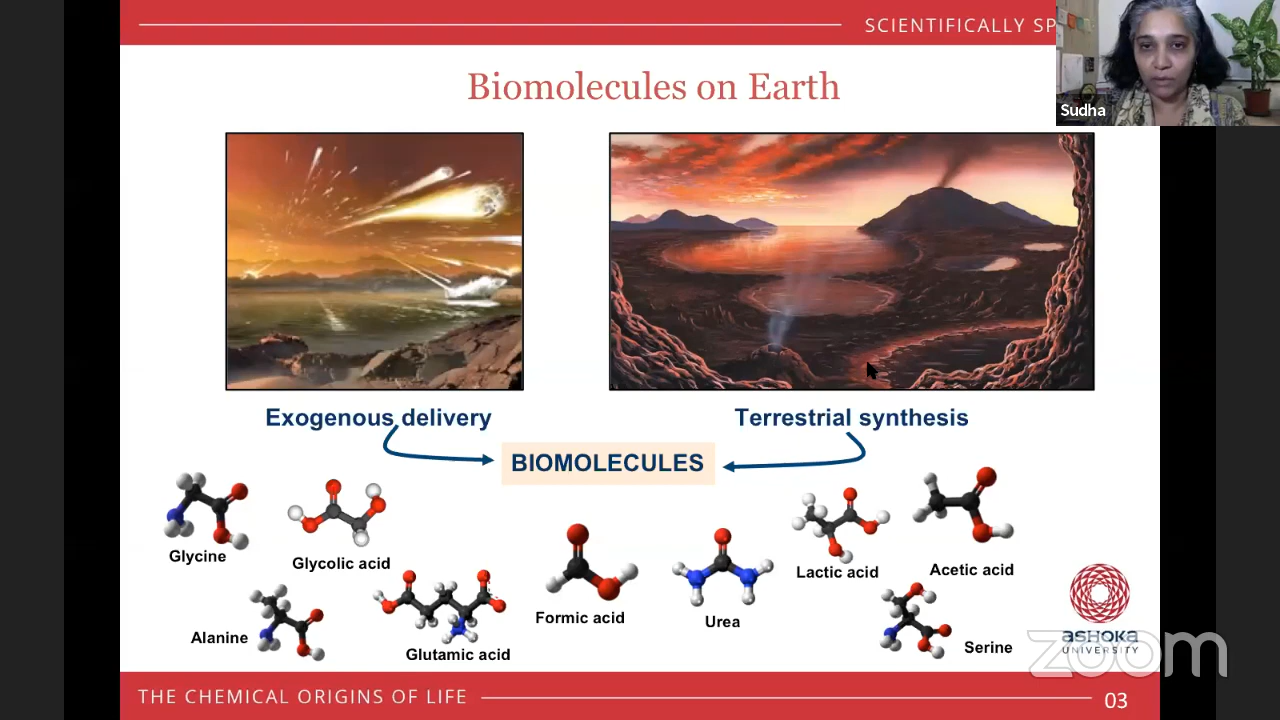 SCIENTIFICALLY SP
Biomolecules on Earth
Sudha
Exogenous delivery
Terrestrial synthesis
BIOMOLECULES
Glycine
Glycolic acid
Formic acid
Urea
Lactic acid
Acetic acid
Alanine
Glutamic acid
Serine
ASHOKA
UNIVERSITY
zoom
THE CHEMICAL ORIGINS OF LIFE
03